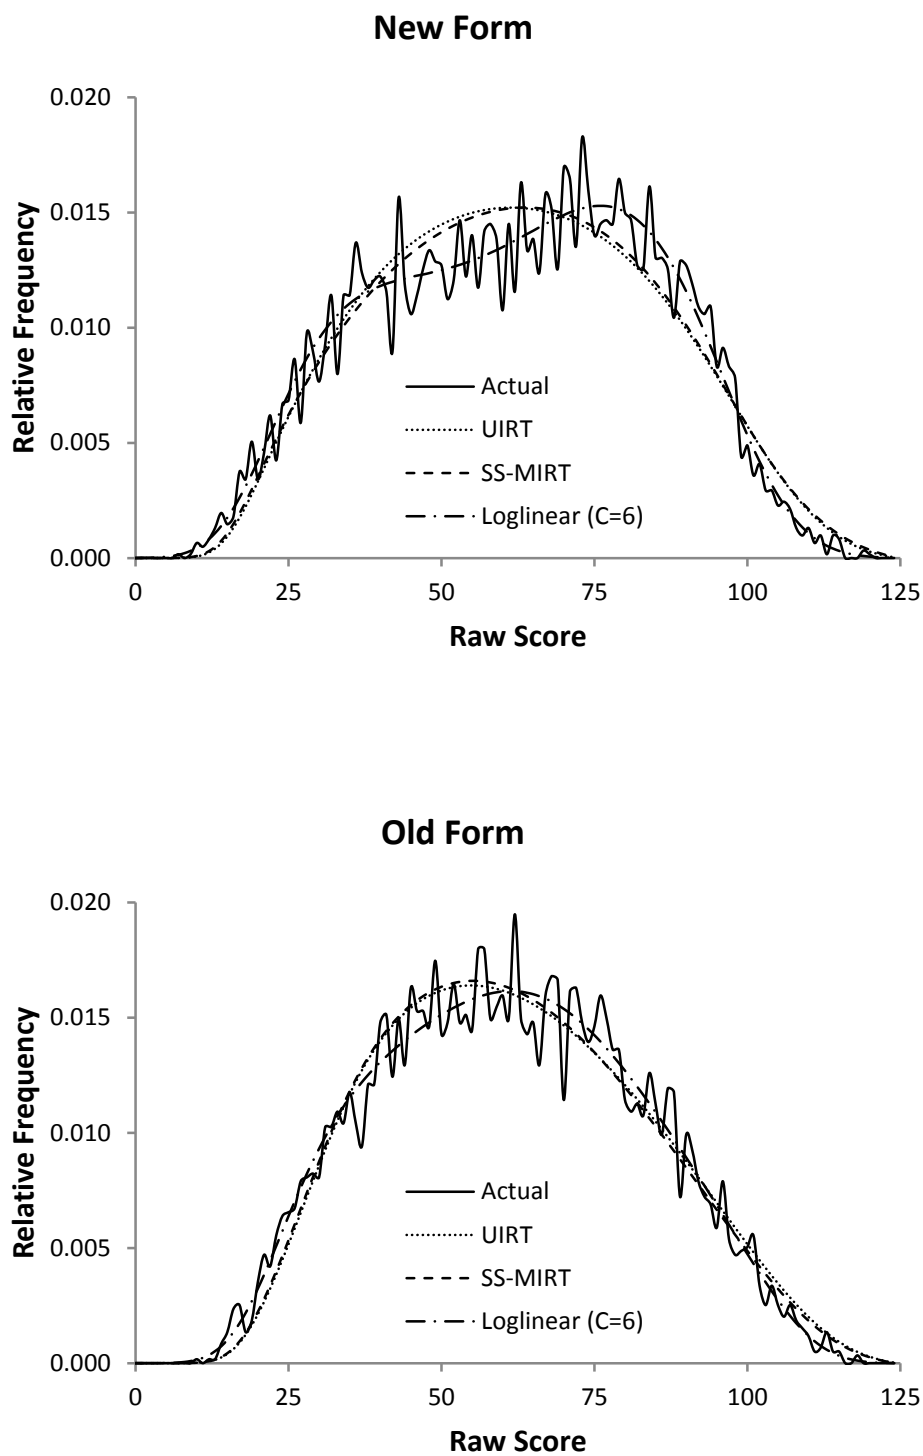 New Form
0.020
0.015
0.010
0.005
0.000
Relative Frequency
Actual
UIRT
SS-MIRT
Loglinear (C=6)
0 25 50 75 100 125
Raw Score
Old Form
0.020
0.015
0.010
0.005
0.000
Relative Frequency
Actual
UIRT
SS-MIRT
Loglinear (C=6)
0 25 50 75 100 125
Raw Score